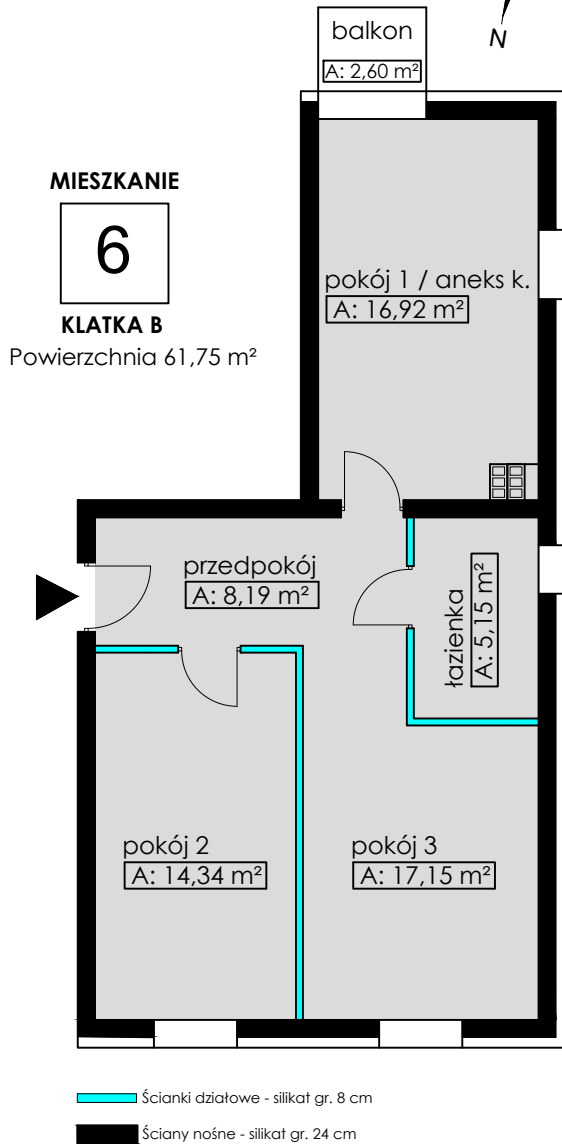 balkon
A: 2,60 m²
N
MIESZKANIE
6
KLATKA B
Powierzchnia 61,75 m²
pokój 1 / aneks k.
A: 16,92 m²
przedpokój
A: 8,19 m²
łazienka
A: 5,15 m²
pokój 2
A: 14,34 m²
pokój 3
A: 17,15 m²
Ścianki działowe - silikat gr. 8 cm
Ściany nośne - silikat gr. 24 cm